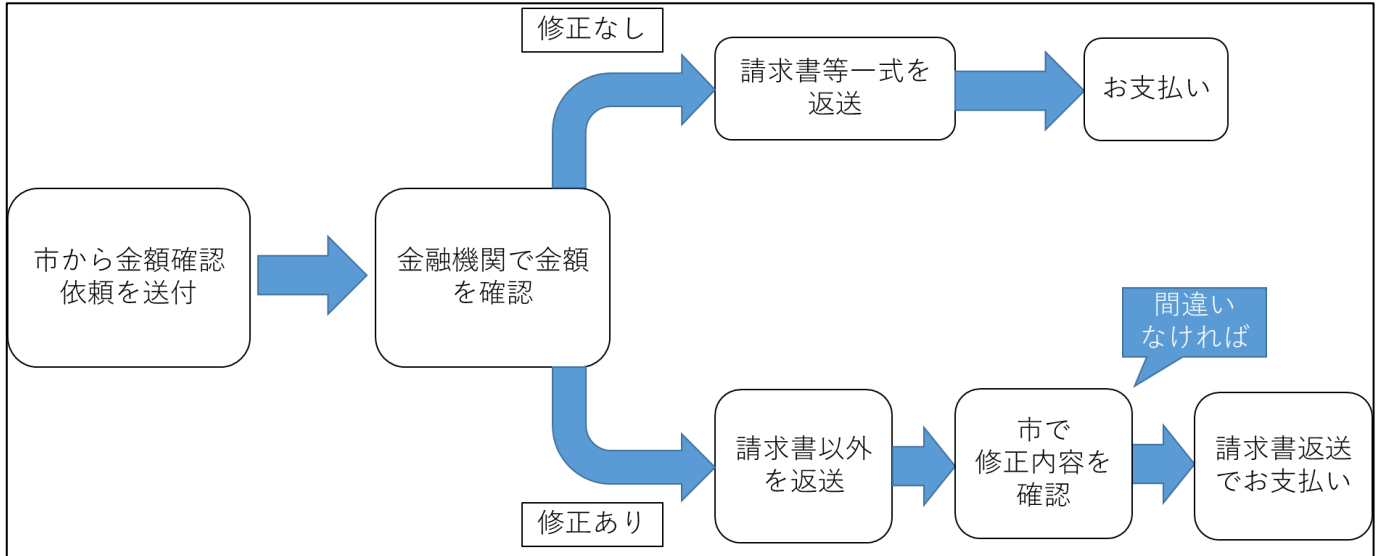 修正なし
請求書等一式を
返送
お支払い
市から金額確認
依頼を送付
金融機関で金額
を確認
間違い
なければ
請求書以外
を返送
市で
修正内容を
確認
請求書返送
でお支払い
修正あり